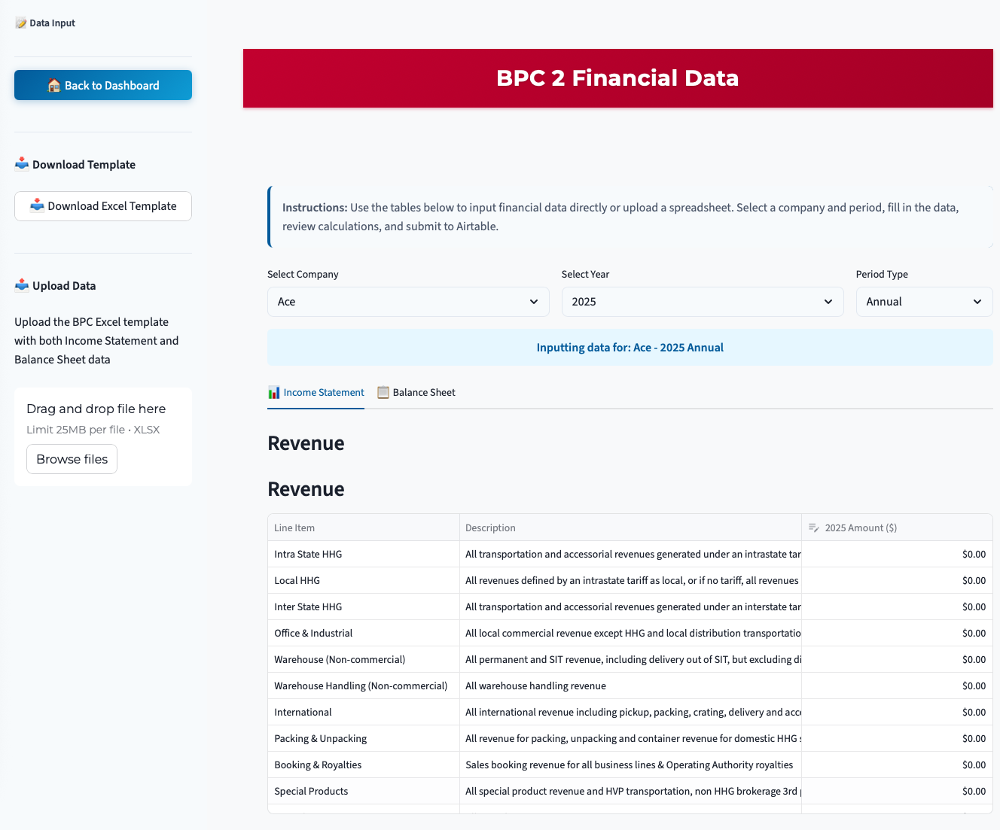 Data Input
Back to Dashboard
Download Template
Download Excel Template
Upload Data
Upload the BPC Excel template
with both Income Statement and
Balance Sheet data
Drag and drop file here
Limit 25MB per file • XLSX
Browse files
BPC 2 Financial Data
Instructions: Use the tables below to input financial data directly or upload a spreadsheet. Select a company and period, fill in the data,
review calculations, and submit to Airtable.
Select Company
Select Year
Period Type
Ace
2025
Annual
Inputting data for: Ace - 2025 Annual
Income Statement
Balance Sheet
Revenue
Revenue
Line Item Description 2025 Amount ($)
Intra State HHG All transportation and accessorial revenues generated under an intrastate tar $0.00
Local HHG All revenues defined by an intrastate tariff as local, or if no tariff, all revenues $0.00
Inter State HHG All transportation and accessorial revenues generated under an interstate tar $0.00
Office & Industrial All local commercial revenue except HHG and local distribution transportatio $0.00
Warehouse (Non-commercial) All permanent and SIT revenue, including delivery out of SIT, but excluding di $0.00
Warehouse Handling (Non-commercial) All warehouse handling revenue $0.00
International All international revenue including pickup, packing, crating, delivery and acce $0.00
Packing & Unpacking All revenue for packing, unpacking and container revenue for domestic HHG $0.00
Booking & Royalties Sales booking revenue for all business lines & Operating Authority royalties $0.00
Special Products All special product revenue and HVP transportation, non HHG brokerage 3rd $0.00